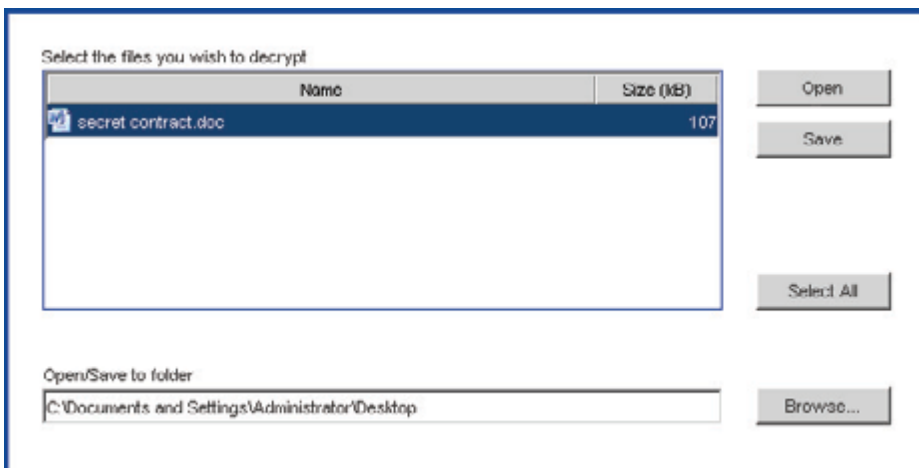 Select the files you wish to decrypt
Name Size (kB)
secret contract.doc 107
Open
Save
Select All
Open/Save to folder
C:\Documents and Settings\Administrator\Desktop
Browse...